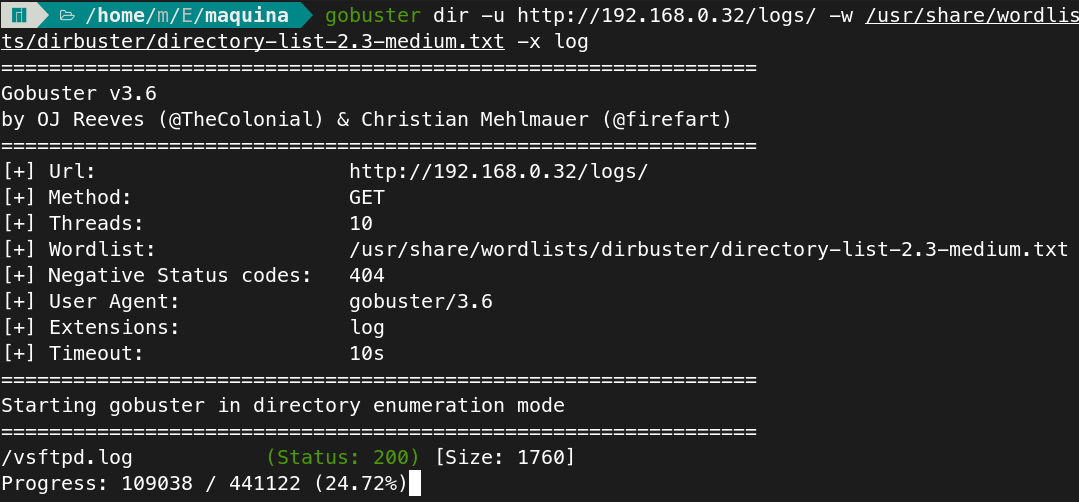 /home/m/E/maquina gobuster dir -u http://192.168.0.32/logs/ -w /usr/share/wordlis
ts/dirbuster/directory-list-2.3-medium.txt -x log
===============================================================
Gobuster v3.6
by OJ Reeves (@TheColonial) & Christian Mehlmauer (@firefart)
===============================================================
[+] Url:                     http://192.168.0.32/logs/
[+] Method:                  GET
[+] Threads:                 10
[+] Wordlist:                /usr/share/wordlists/dirbuster/directory-list-2.3-medium.txt
[+] Negative Status codes:   404
[+] User Agent:              gobuster/3.6
[+] Extensions:              log
[+] Timeout:                 10s
===============================================================
Starting gobuster in directory enumeration mode
===============================================================
/vsftpd.log           (Status: 200) [Size: 1760]
Progress: 109038 / 441122 (24.72%)